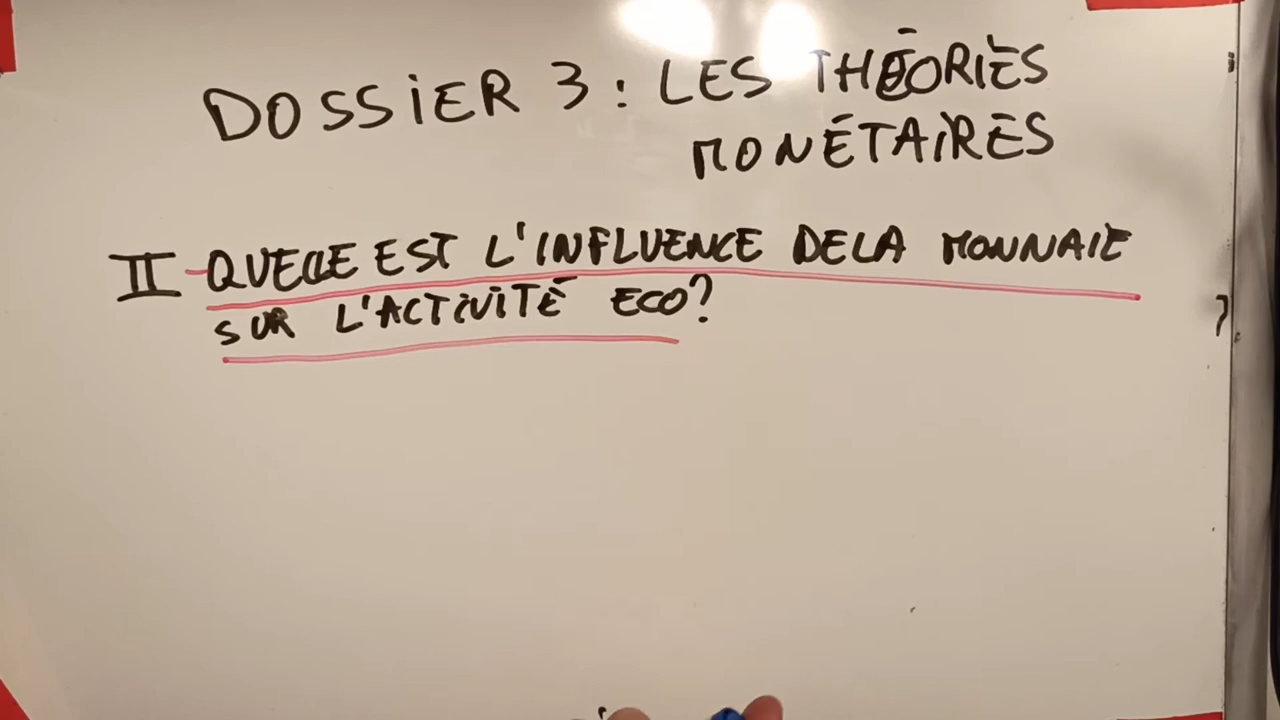 DOSSIER 3 : LES THÉORIES
MONÉTAIRES
II - QUELLE EST L'INFLUENCE DE LA MONNAIE
SUR L'ACTIVITÉ ECO?